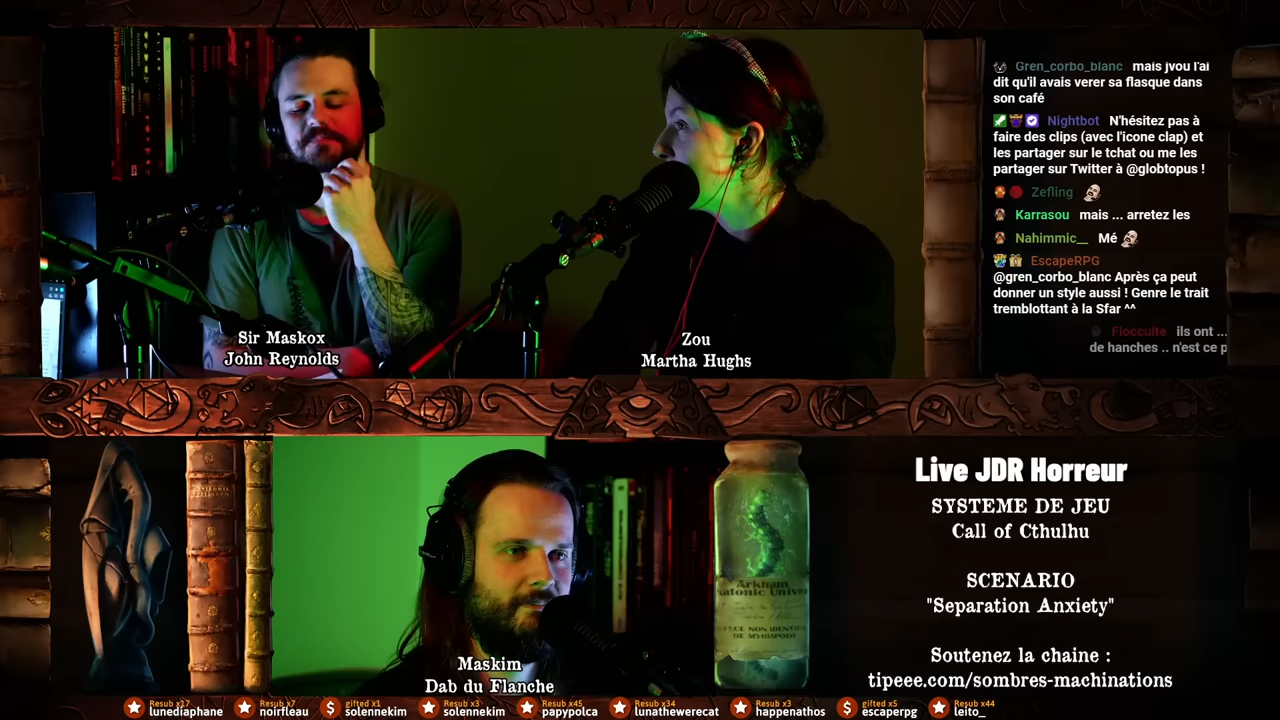 Gren_corbo_blanc mais jvou l'ai
dit qu'il avais verer sa flasque dans
son café
Nightbot N'hésitez pas à
faire des clips (avec l'icone clap) et
les partager sur le tchat ou me les
partager sur Twitter à @globtopus !
Zefling
Karrasou mais ... arretez les
Nahimmic__ Mé
EscapeRPG
@gren_corbo_blanc Après ça peut
donner un style aussi ! Genre le trait
tremblottant à la Sfar ^^
Floccuite ils ont ...
de hanches .. n'est ce p
Sir Maskox
John Reynolds
Zou
Martha Hughs
Live JDR Horreur
SYSTEME DE JEU
Call of Cthulhu
SCENARIO
"Separation Anxiety"
Soutenez la chaine :
tipeee.com/sombres-machinations
Arkham
DE MYRIAPODE
Maskim
Dab du Flanche
Resub x17
lunediaphane
Resub x7
noirfleau
gifted x1
solennekim
Resub x3
solennekim
Resub x45
papypolca
Resub x34
lunathewerecat
Resub x3
happenathos
gifted x5
escaperpg
Resub x44
leito_